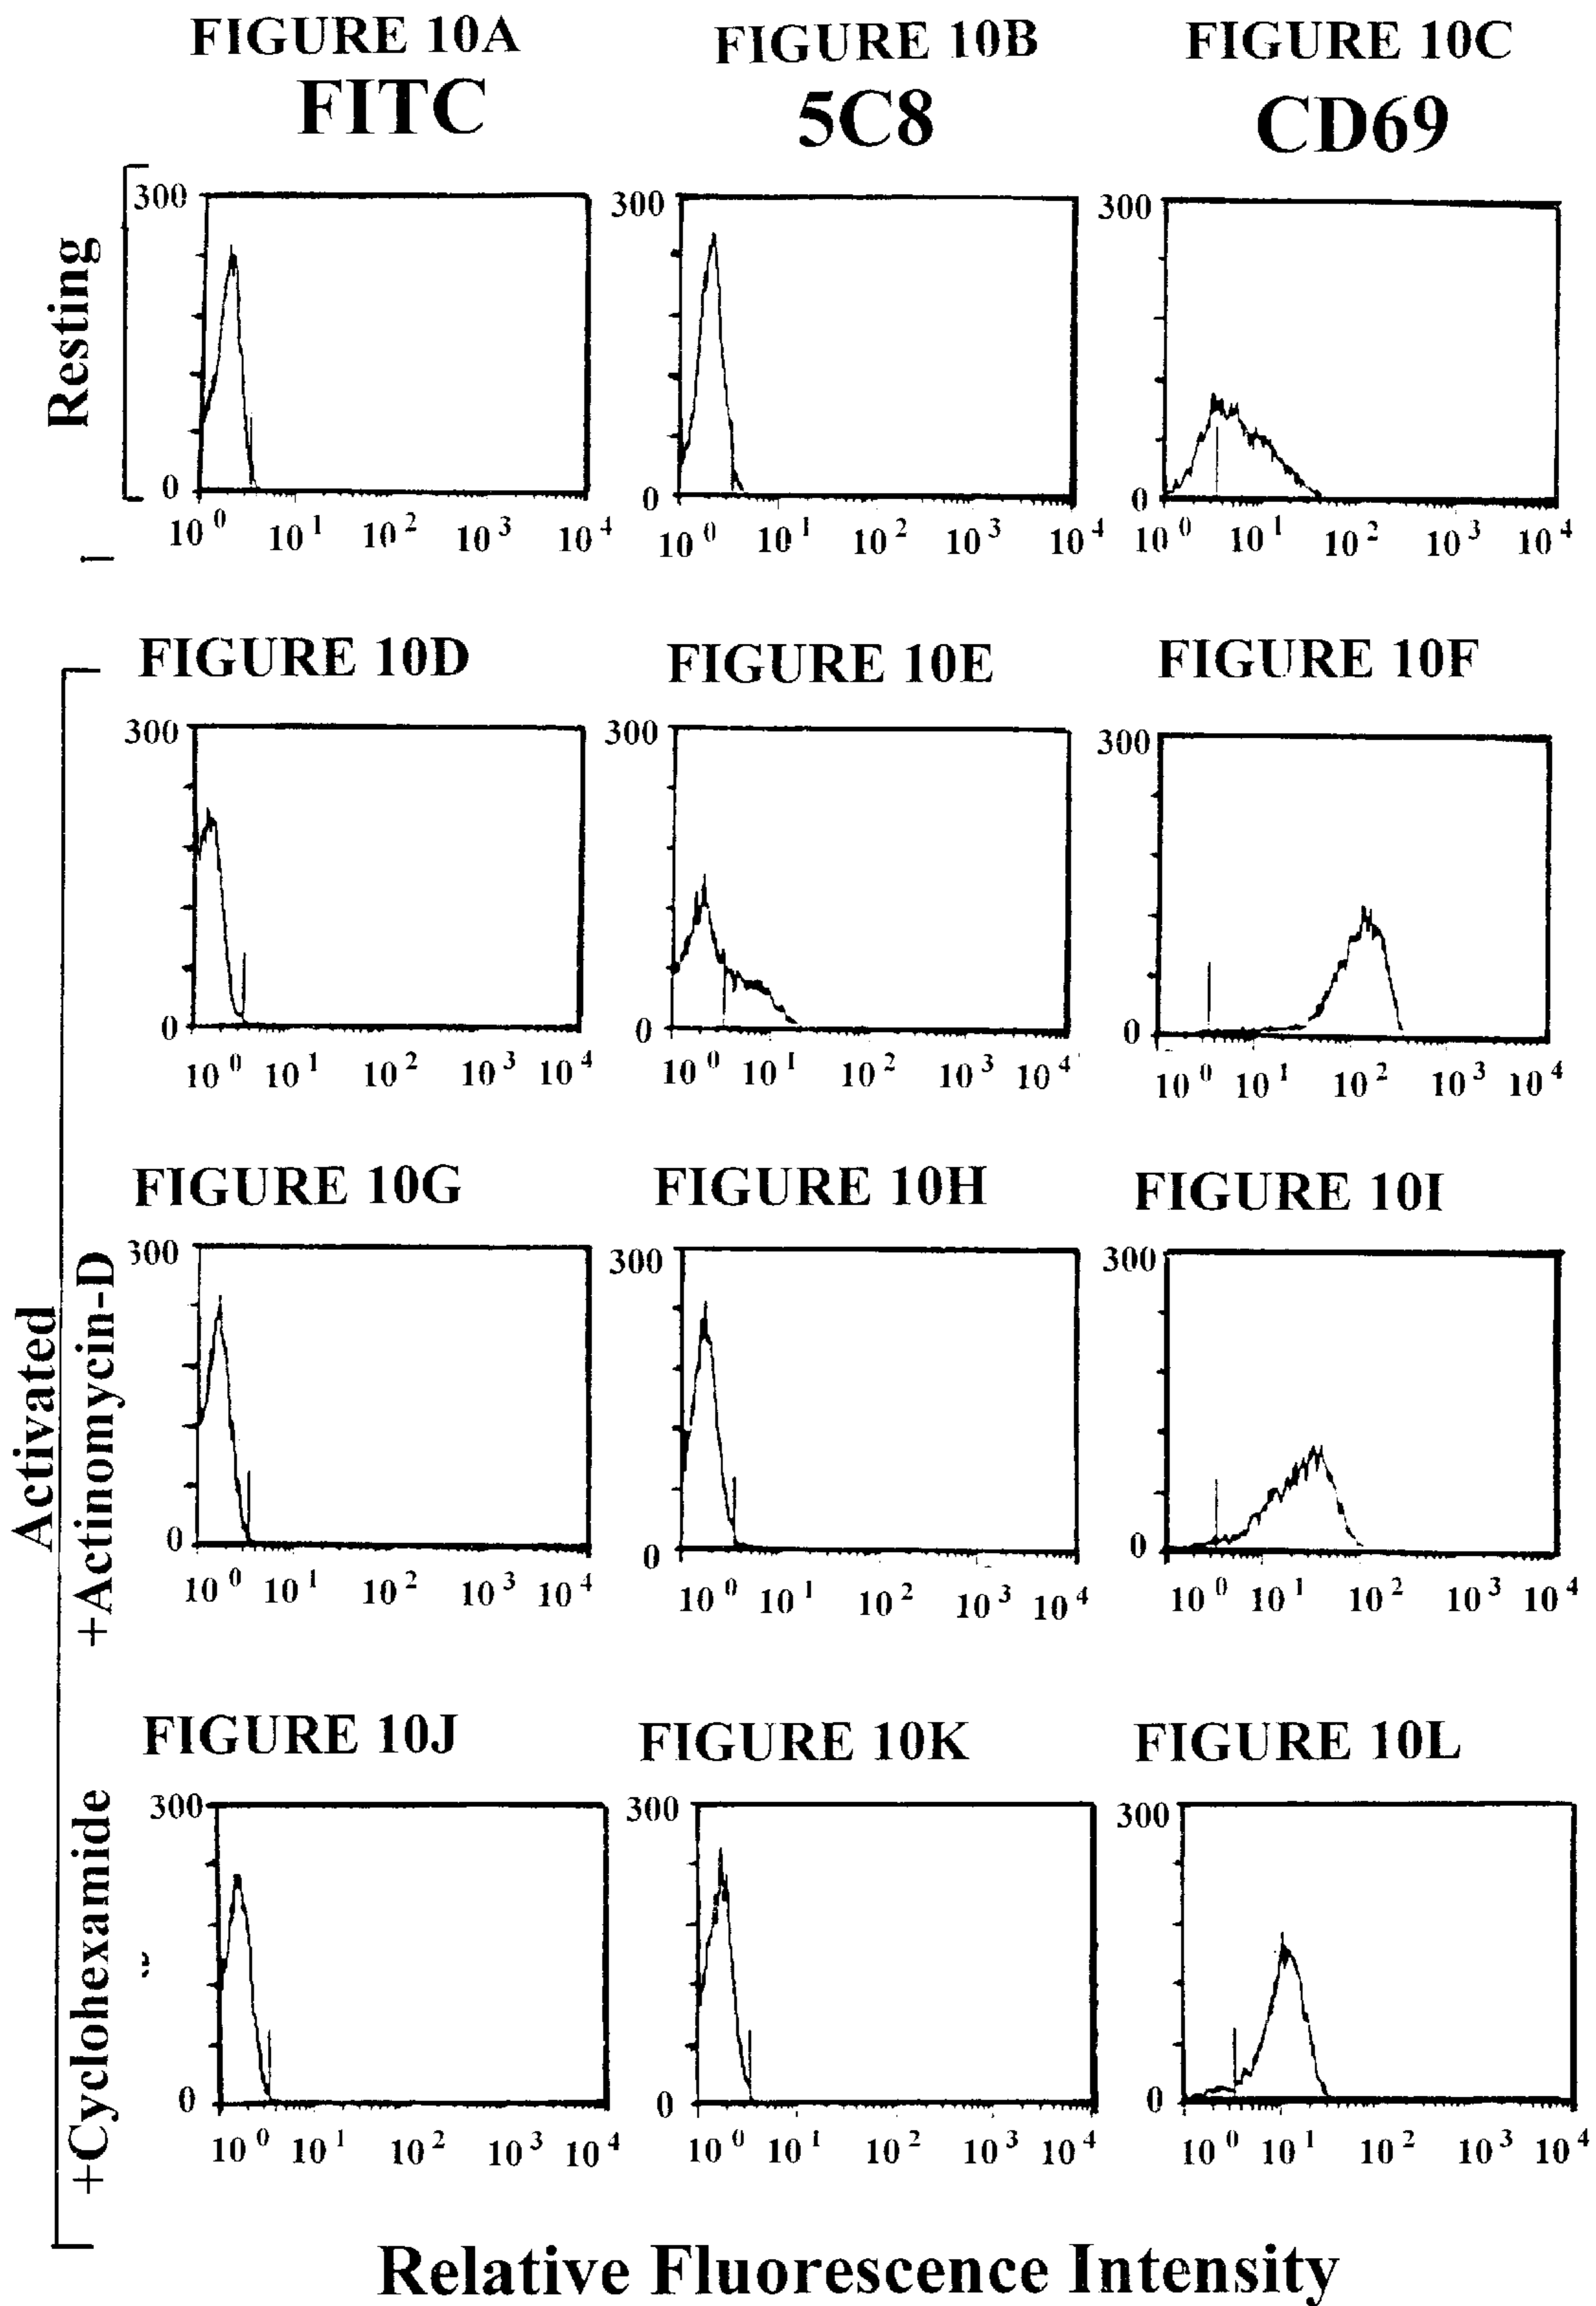 FIGURE 10A FIGURE 10B FIGURE 10C
FITC 5C8 CD69
Resting
300 300 300
0 0 0
10^0 10^1 10^2 10^3 10^4 10^0 10^1 10^2 10^3 10^4 10^0 10^1 10^2 10^3 10^4
FIGURE 10D FIGURE 10E FIGURE 10F
300 300 300
0 0 0
10^0 10^1 10^2 10^3 10^4 10^0 10^1 10^2 10^3 10^4 10^0 10^1 10^2 10^3 10^4
Activated
FIGURE 10G FIGURE 10H FIGURE 10I
+Actinomycin-D
300 300 300
0 0 0
10^0 10^1 10^2 10^3 10^4 10^0 10^1 10^2 10^3 10^4 10^0 10^1 10^2 10^3 10^4
FIGURE 10J FIGURE 10K FIGURE 10L
+Cyclohexamide
300 300 300
0 0 0
10^0 10^1 10^2 10^3 10^4 10^0 10^1 10^2 10^3 10^4 10^0 10^1 10^2 10^3 10^4
Relative Fluorescence Intensity